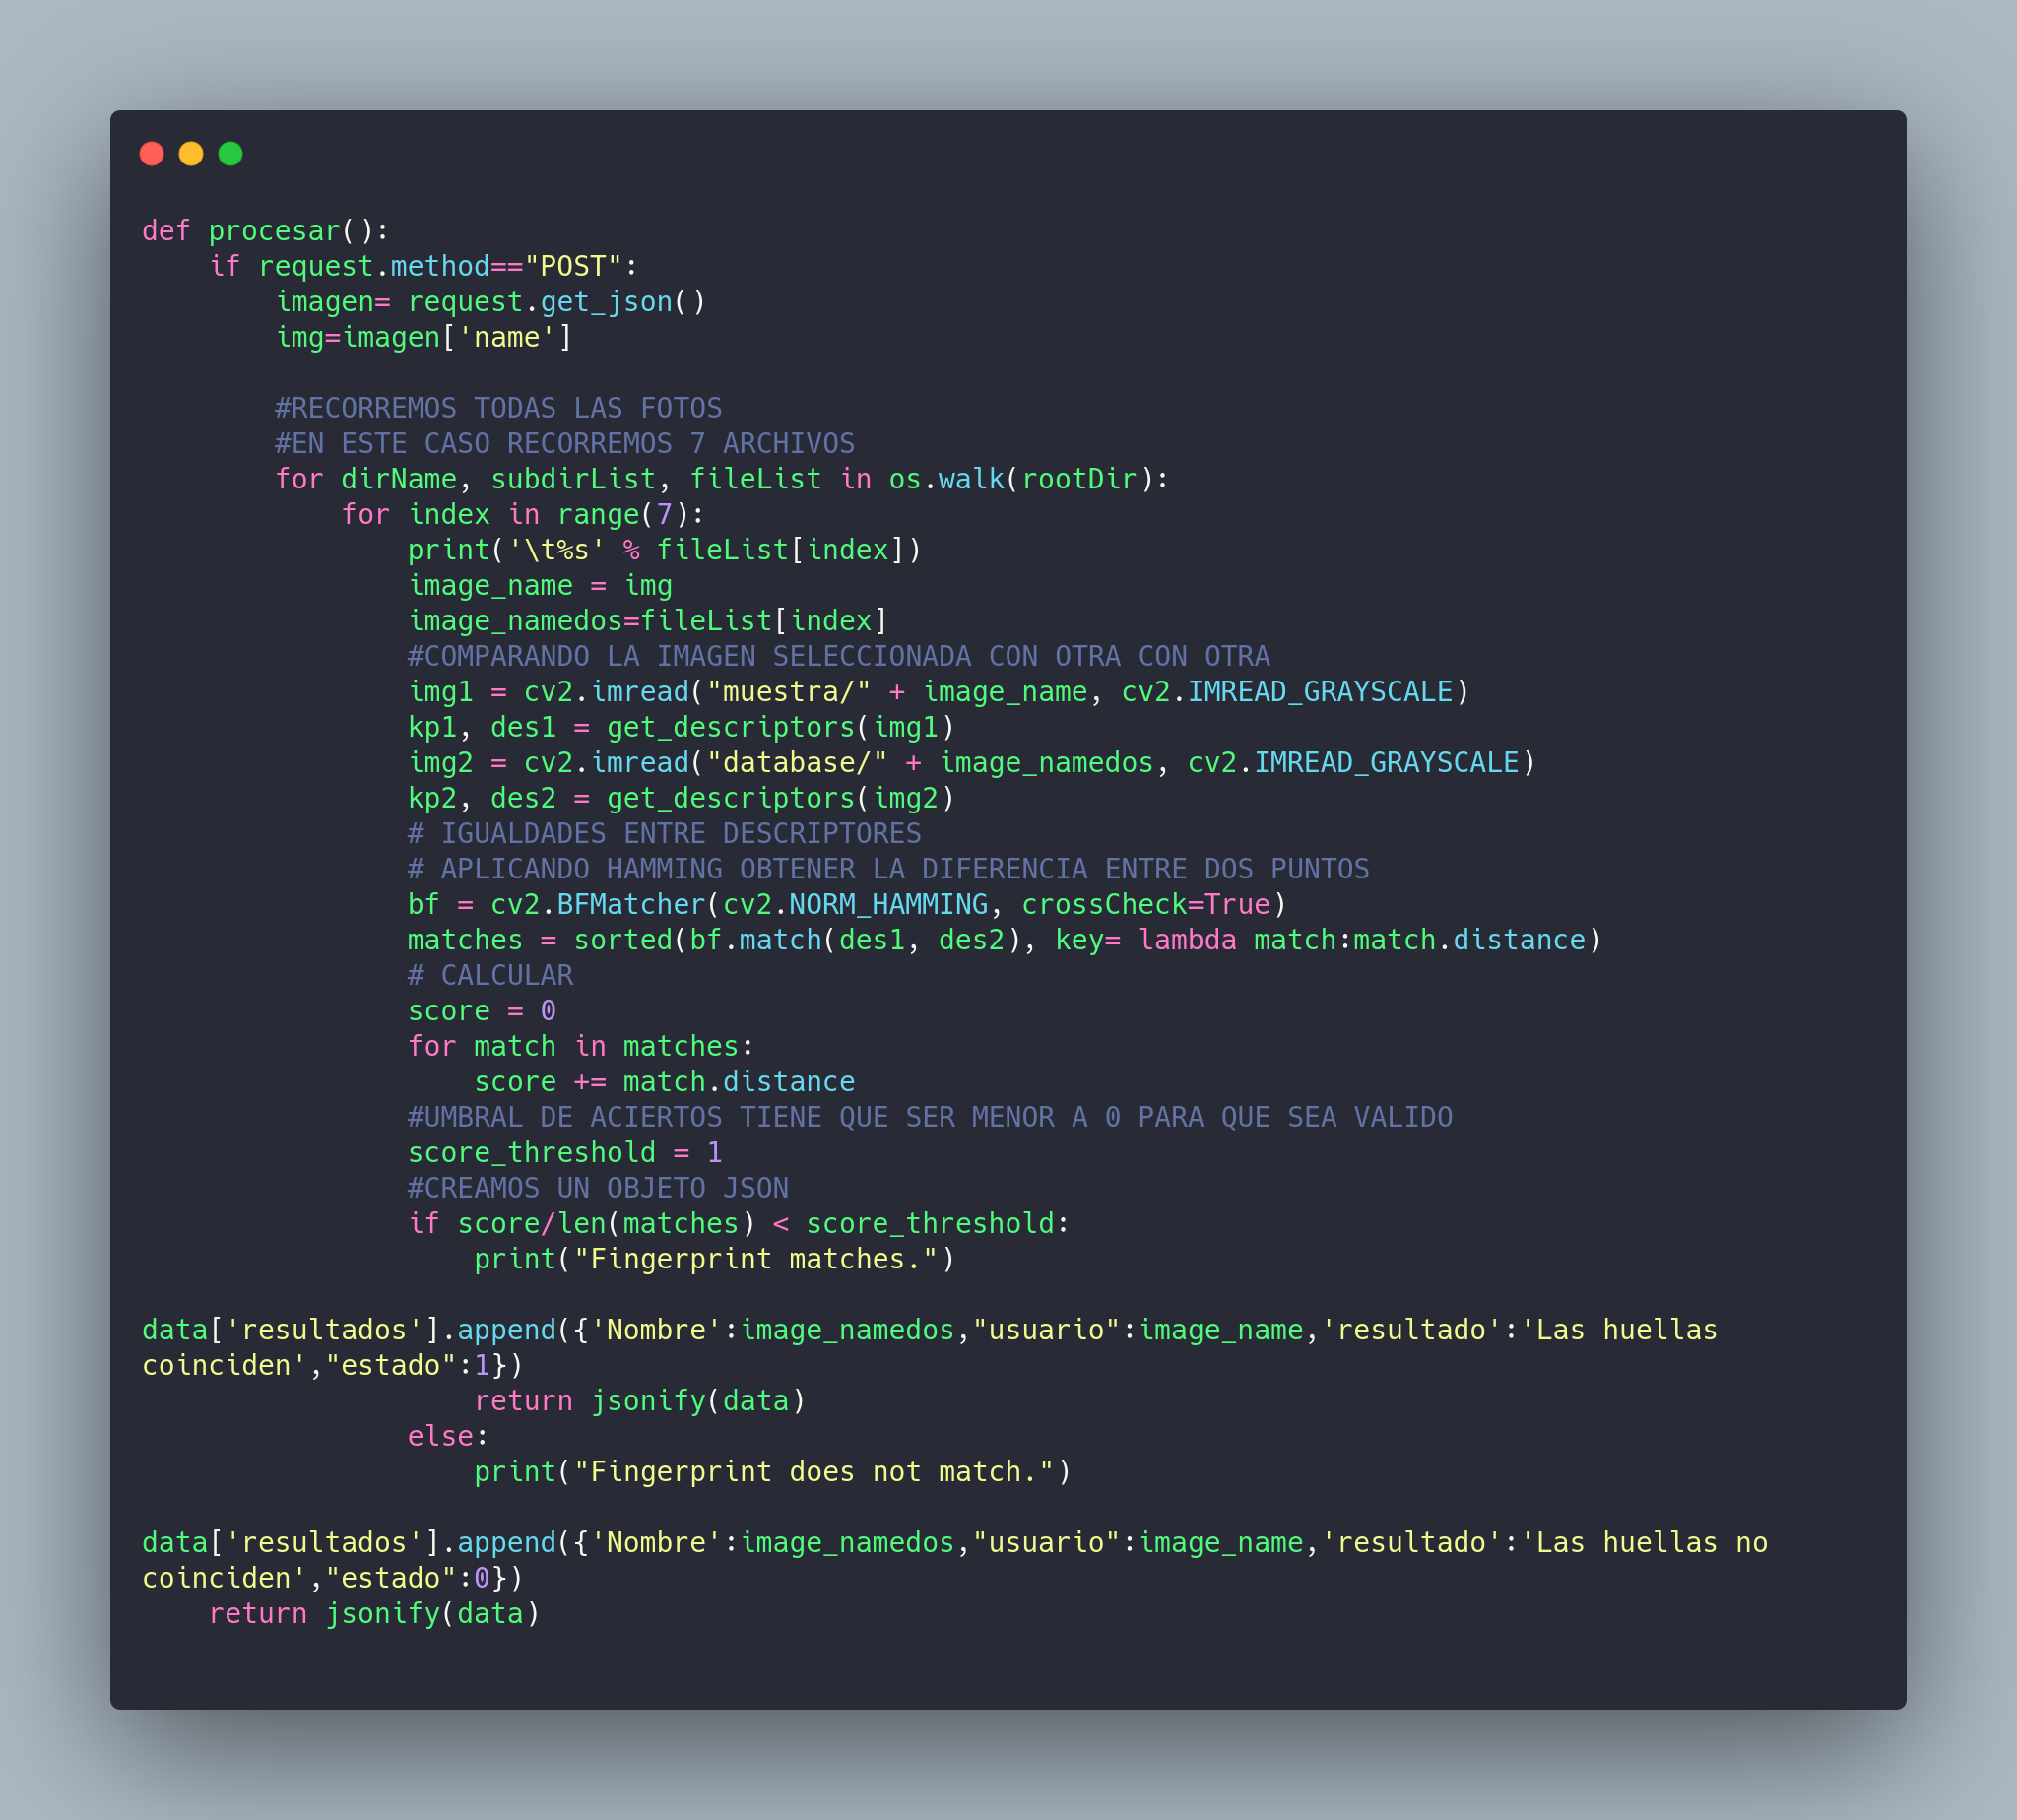 def procesar():
    if request.method=="POST":
        imagen= request.get_json()
        img=imagen['name']

        #RECORREMOS TODAS LAS FOTOS
        #EN ESTE CASO RECORREMOS 7 ARCHIVOS
        for dirName, subdirList, fileList in os.walk(rootDir):
            for index in range(7):
                print('\t%s' % fileList[index])
                image_name = img
                image_namedos=fileList[index]
                #COMPARANDO LA IMAGEN SELECCIONADA CON OTRA CON OTRA
                img1 = cv2.imread("muestra/" + image_name, cv2.IMREAD_GRAYSCALE)
                kp1, des1 = get_descriptors(img1)
                img2 = cv2.imread("database/" + image_namedos, cv2.IMREAD_GRAYSCALE)
                kp2, des2 = get_descriptors(img2)
                # IGUALDADES ENTRE DESCRIPTORES
                # APLICANDO HAMMING OBTENER LA DIFERENCIA ENTRE DOS PUNTOS
                bf = cv2.BFMatcher(cv2.NORM_HAMMING, crossCheck=True)
                matches = sorted(bf.match(des1, des2), key= lambda match:match.distance)
                # CALCULAR
                score = 0
                for match in matches:
                    score += match.distance
                #UMBRAL DE ACIERTOS TIENE QUE SER MENOR A 0 PARA QUE SEA VALIDO
                score_threshold = 1
                #CREAMOS UN OBJETO JSON
                if score/len(matches) < score_threshold:
                    print("Fingerprint matches.")

data['resultados'].append({'Nombre':image_namedos,"usuario":image_name,'resultado':'Las huellas
coinciden',"estado":1})
                    return jsonify(data)
                else:
                    print("Fingerprint does not match.")

data['resultados'].append({'Nombre':image_namedos,"usuario":image_name,'resultado':'Las huellas no
coinciden',"estado":0})
    return jsonify(data)